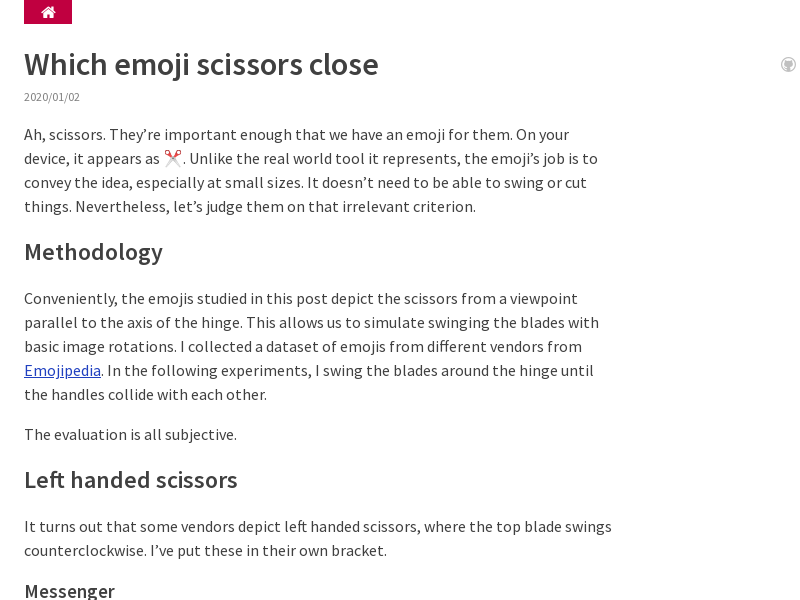 Which emoji scissors close
2020/01/02
Ah, scissors. They’re important enough that we have an emoji for them. On your
device, it appears as ✂️. Unlike the real world tool it represents, the emoji’s job is to
convey the idea, especially at small sizes. It doesn’t need to be able to swing or cut
things. Nevertheless, let’s judge them on that irrelevant criterion.
Methodology
Conveniently, the emojis studied in this post depict the scissors from a viewpoint
parallel to the axis of the hinge. This allows us to simulate swinging the blades with
basic image rotations. I collected a dataset of emojis from different vendors from
Emojipedia. In the following experiments, I swing the blades around the hinge until
the handles collide with each other.
The evaluation is all subjective.
Left handed scissors
It turns out that some vendors depict left handed scissors, where the top blade swings
counterclockwise. I’ve put these in their own bracket.
Messenger